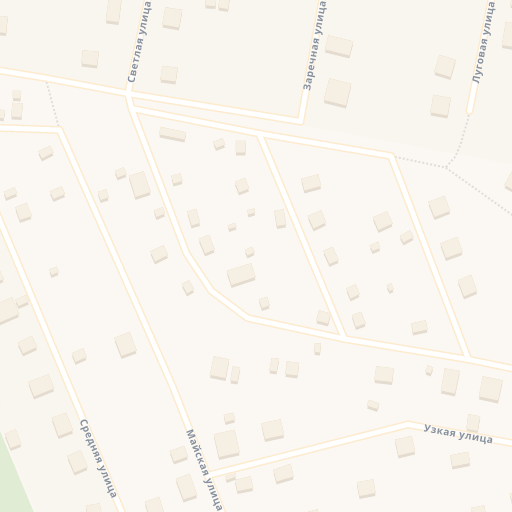 Светлая улица
Заречная улица
Луговая улица
Средняя улица
Майская улица
Узкая улица